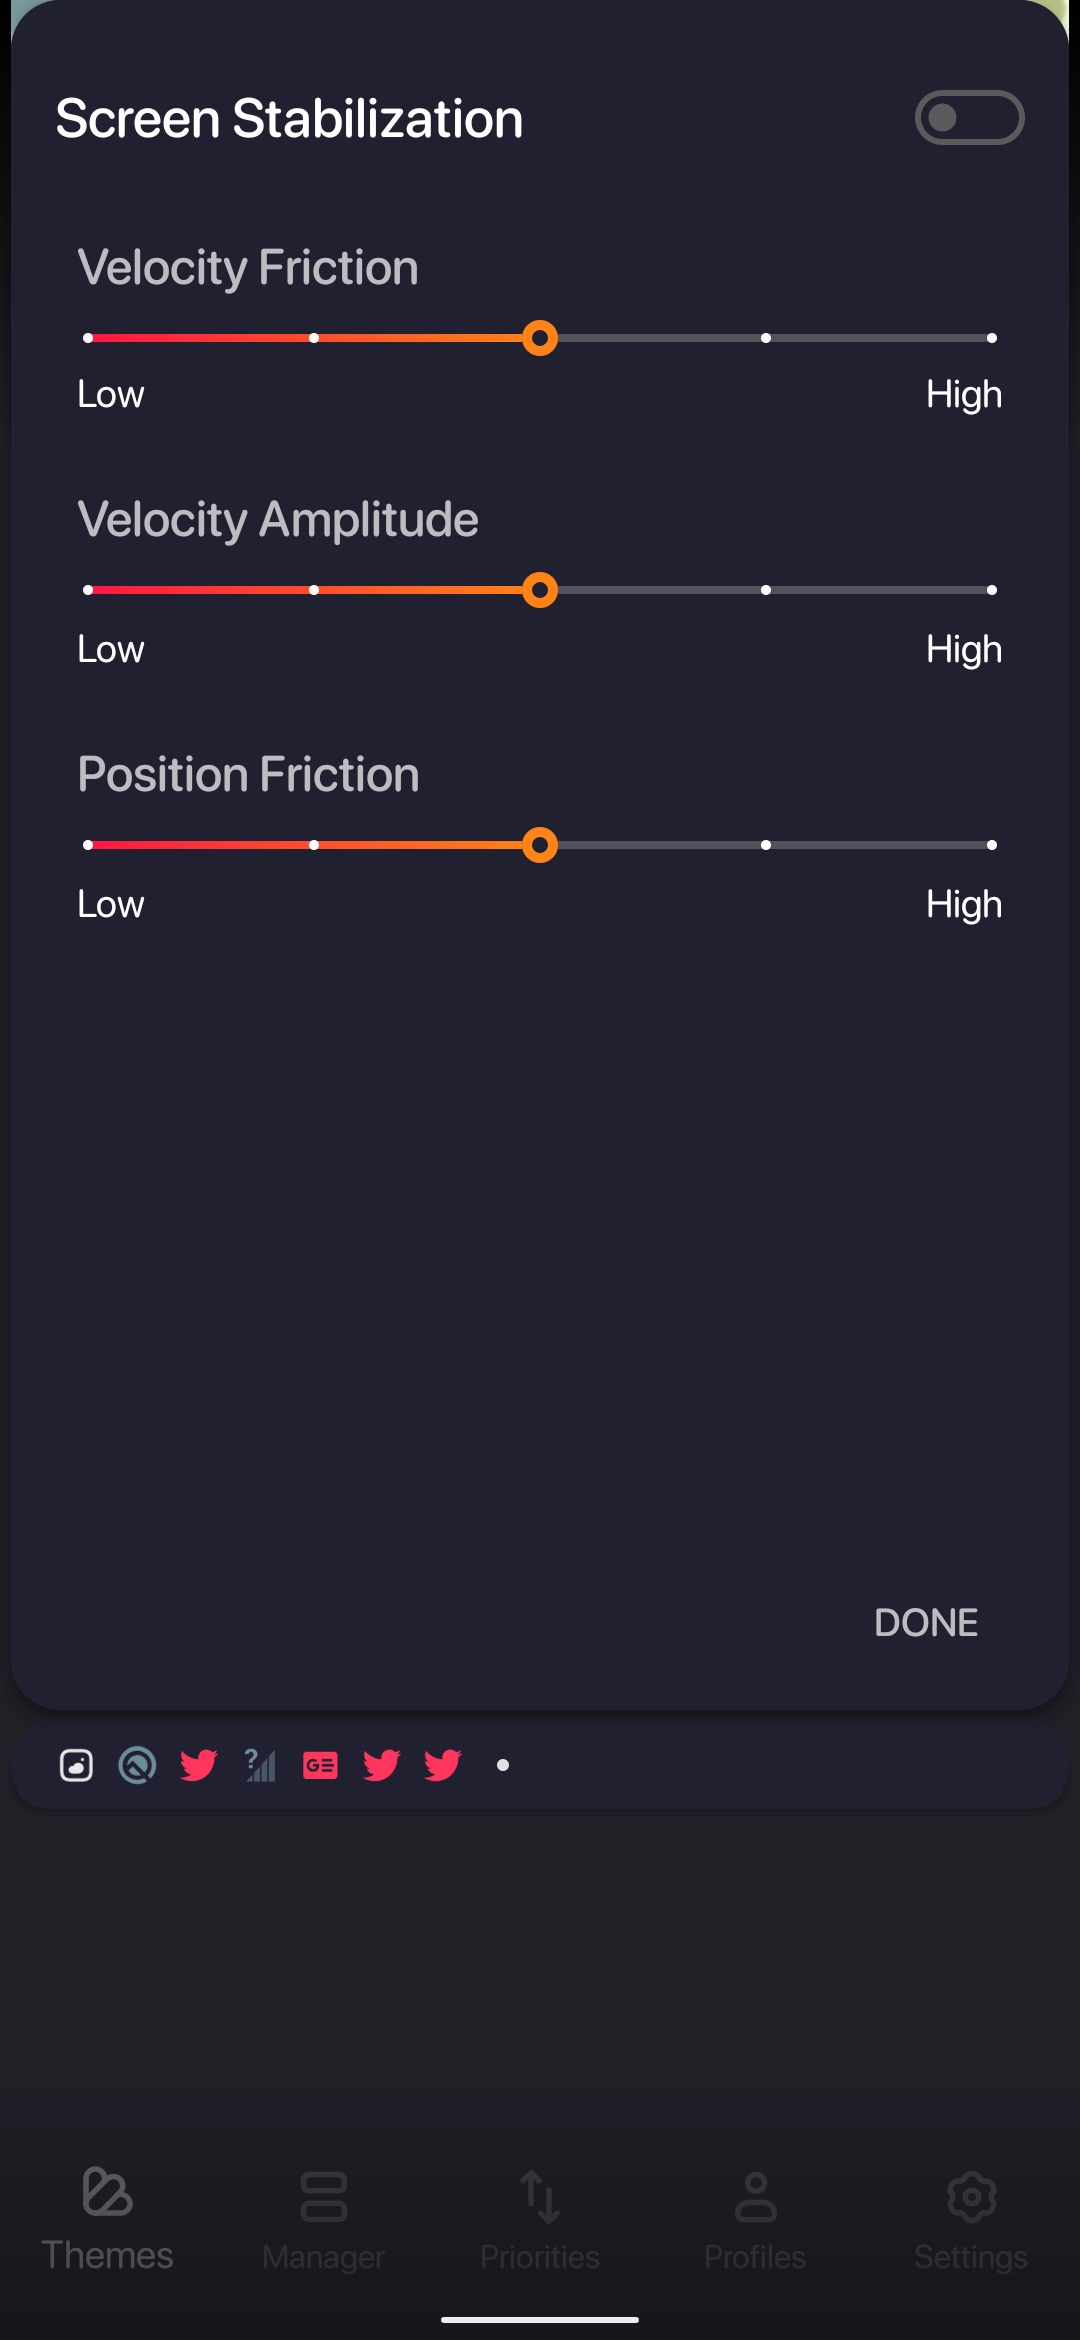 Screen Stabilization
Velocity Friction
Low High
Velocity Amplitude
Low High
Position Friction
Low High
DONE
? GE
Themes Manager Priorities Profiles Settings